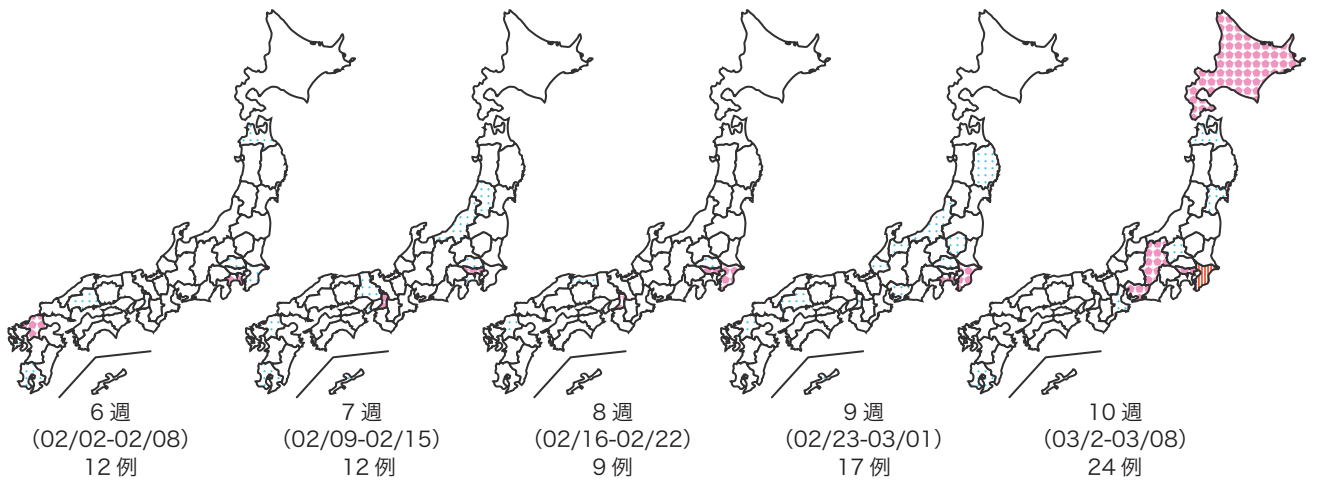 6 週
(02/02-02/08)
12 例
7 週
(02/09-02/15)
12 例
8 週
(02/16-02/22)
9 例
9 週
(02/23-03/01)
17 例
10 週
(03/2-03/08)
24 例